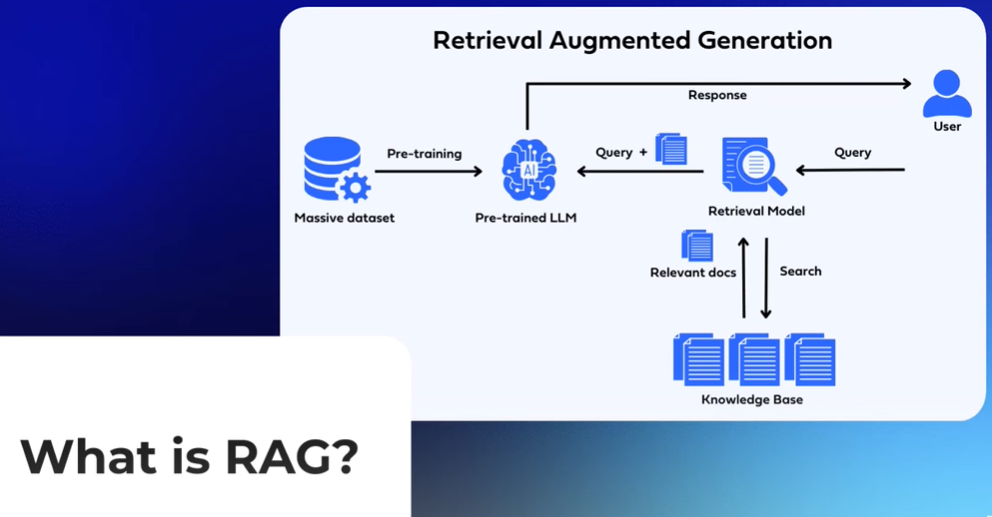 Retrieval Augmented Generation
Response
User
Pre-training
Query +
Query
AI
Massive dataset
Pre-trained LLM
Retrieval Model
Relevant docs
Search
Knowledge Base
What is RAG?